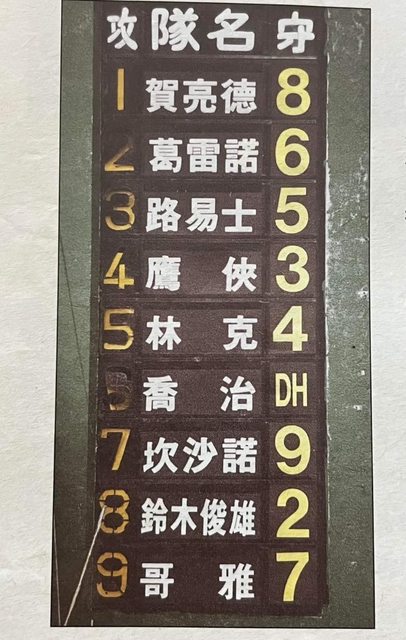 攻 隊名 守
1 賀亮德 8
2 葛雷諾 6
3 路易士 5
4 鷹俠 3
5 林克 4
6 喬治 DH
7 坎沙諾 9
8 鈴木俊雄 2
9 哥雅 7